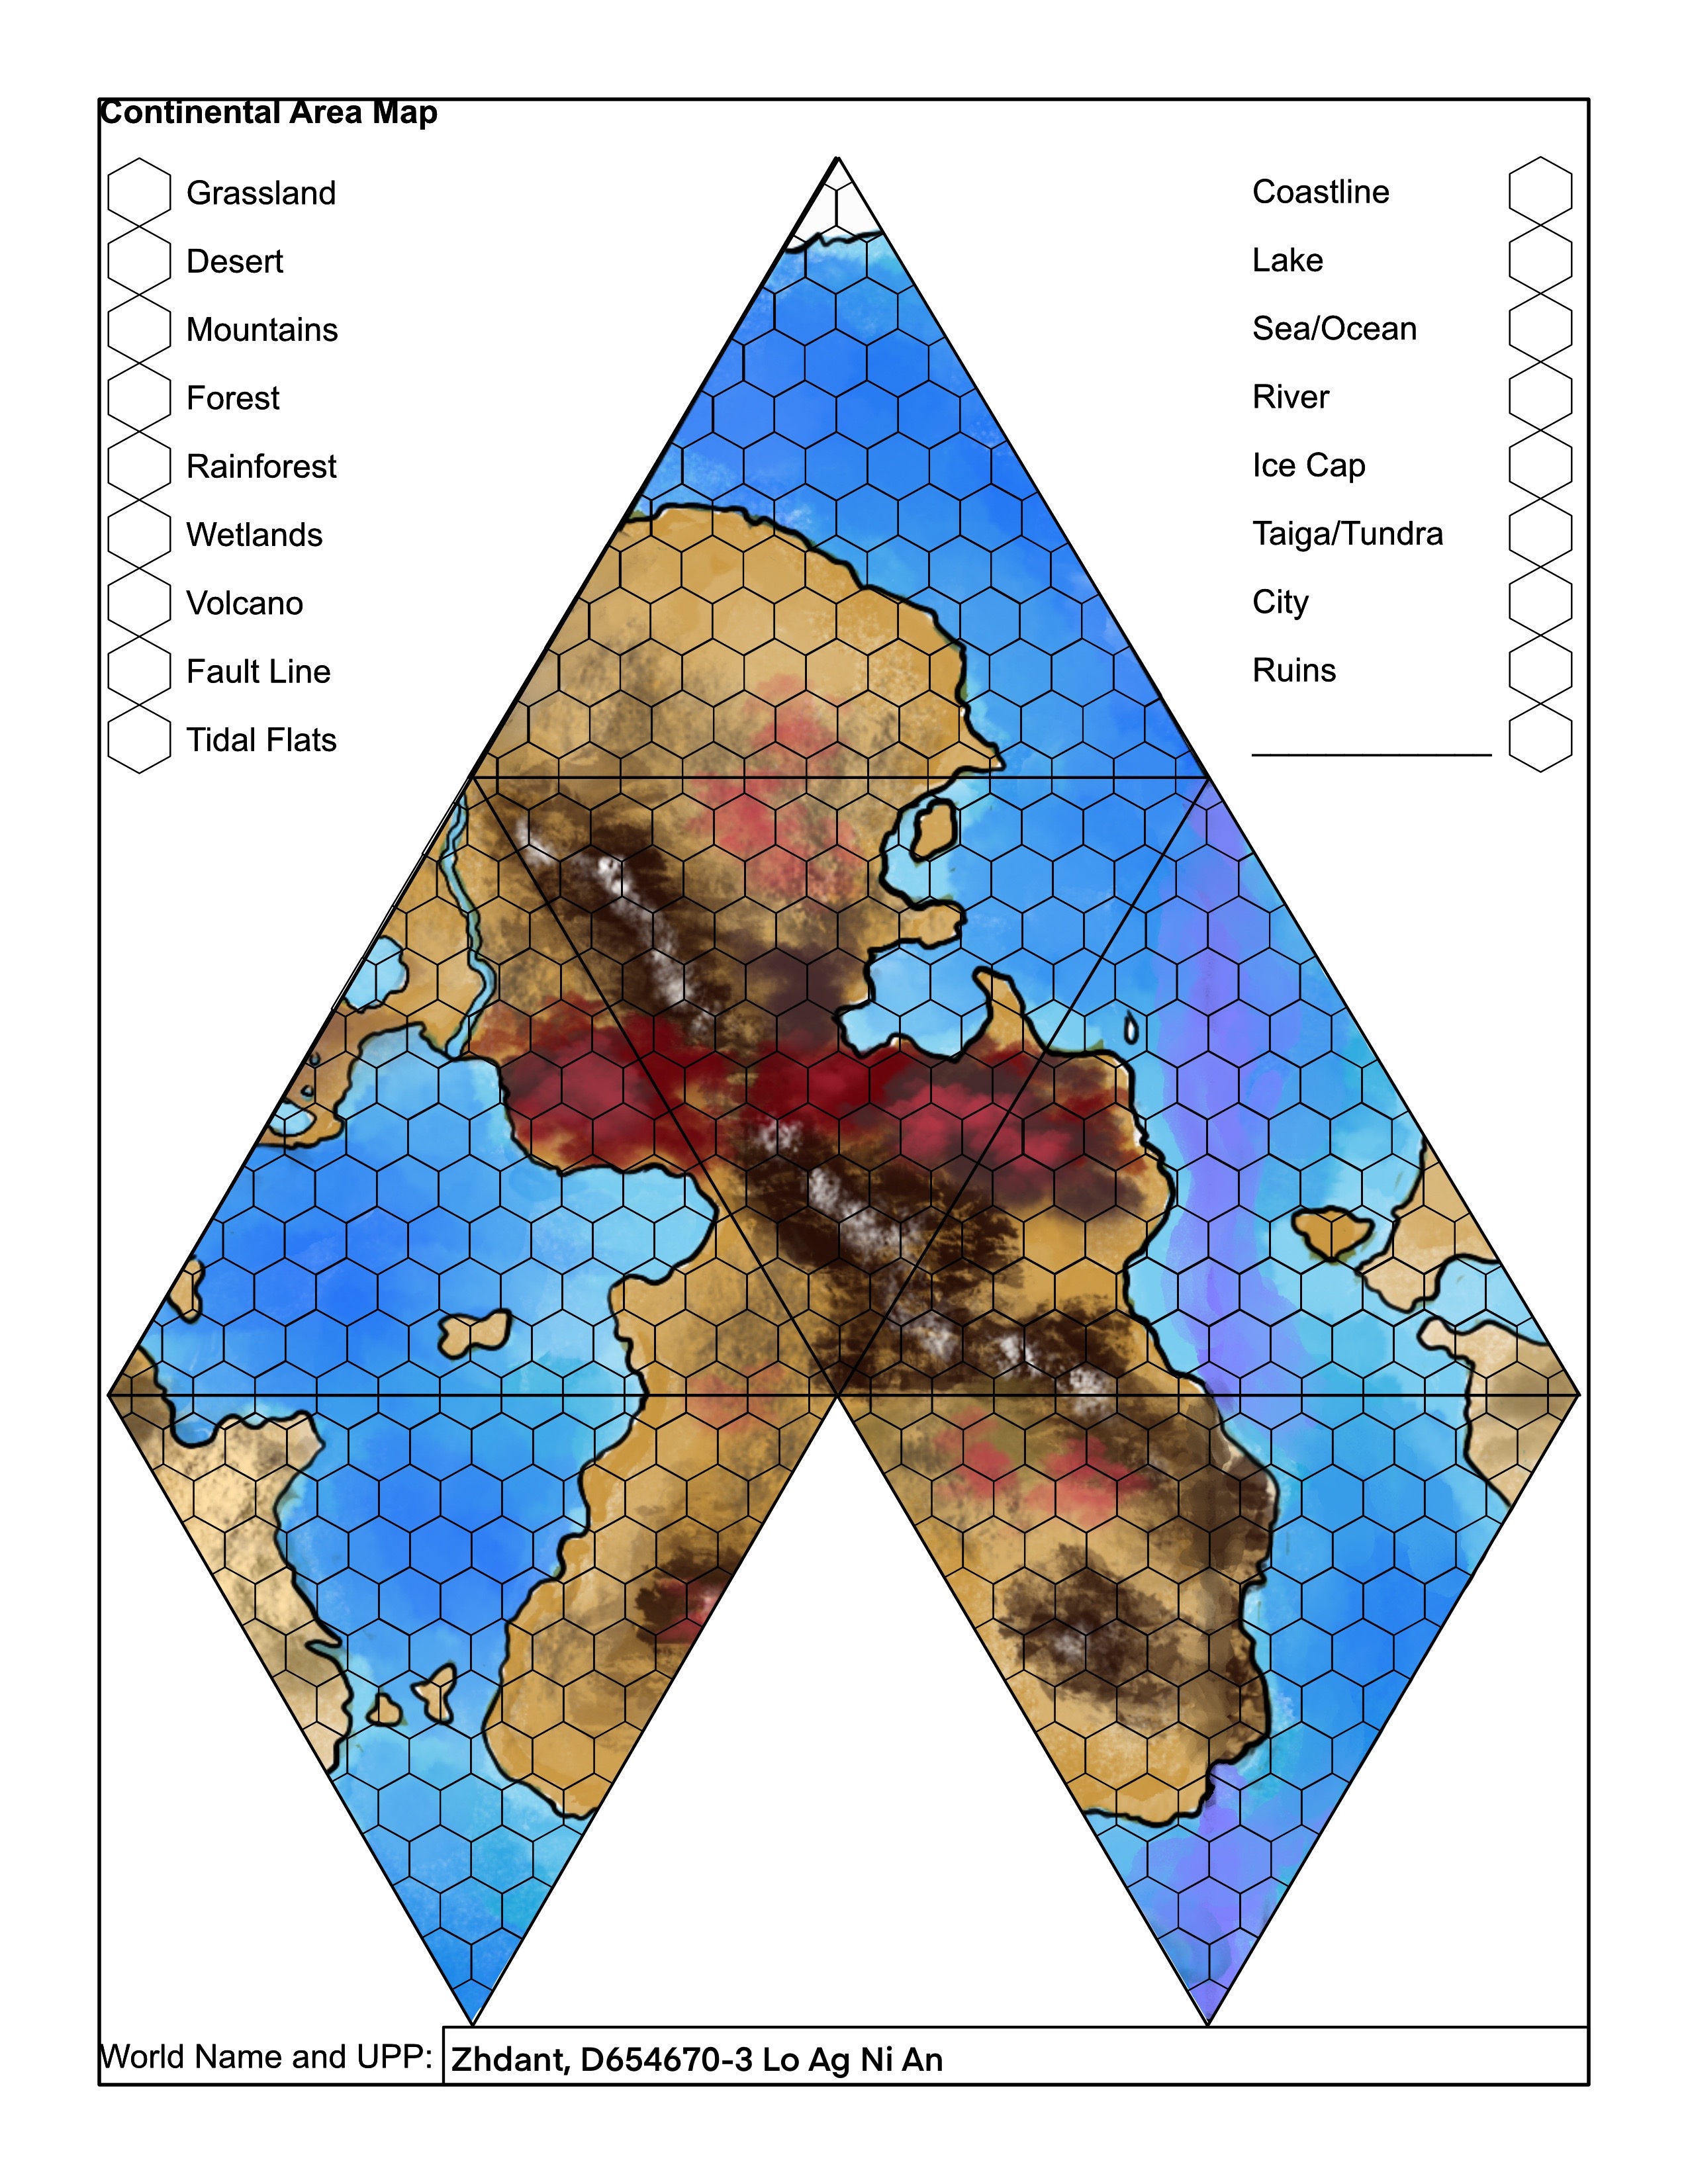 Continental Area Map
Grassland
Desert
Mountains
Forest
Rainforest
Wetlands
Volcano
Fault Line
Tidal Flats
Coastline
Lake
Sea/Ocean
River
Ice Cap
Taiga/Tundra
City
Ruins
World Name and UPP: Zhdant, D654670-3 Lo Ag Ni An